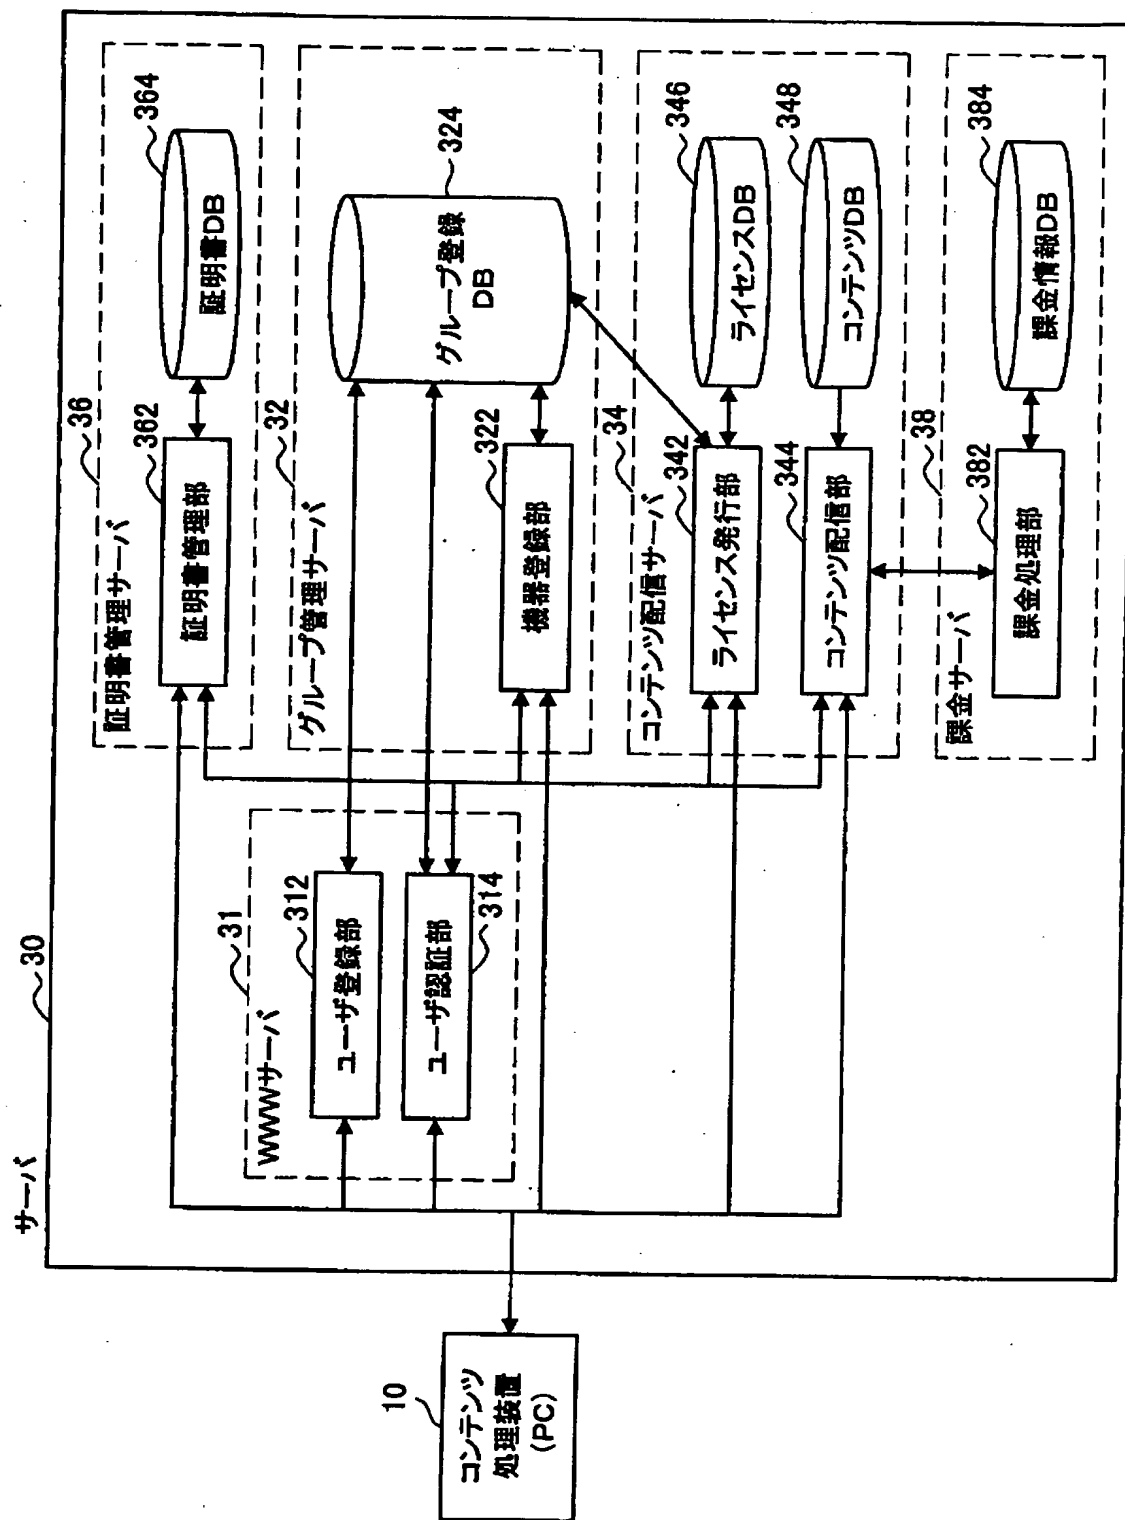 サーバ
30
証明書管理サーバ
36
証明書管理部
362
証明書DB
364
WWWサーバ
31
ユーザ登録部
312
ユーザ認証部
314
グループ管理サーバ
32
グループ登録
DB
324
機器登録部
322
コンテンツ配信サーバ
34
ライセンス発行部
342
ライセンスDB
346
コンテンツ配信部
344
コンテンツDB
348
課金サーバ
38
課金処理部
382
課金情報DB
384
10
コンテンツ
処理装置
(PC)